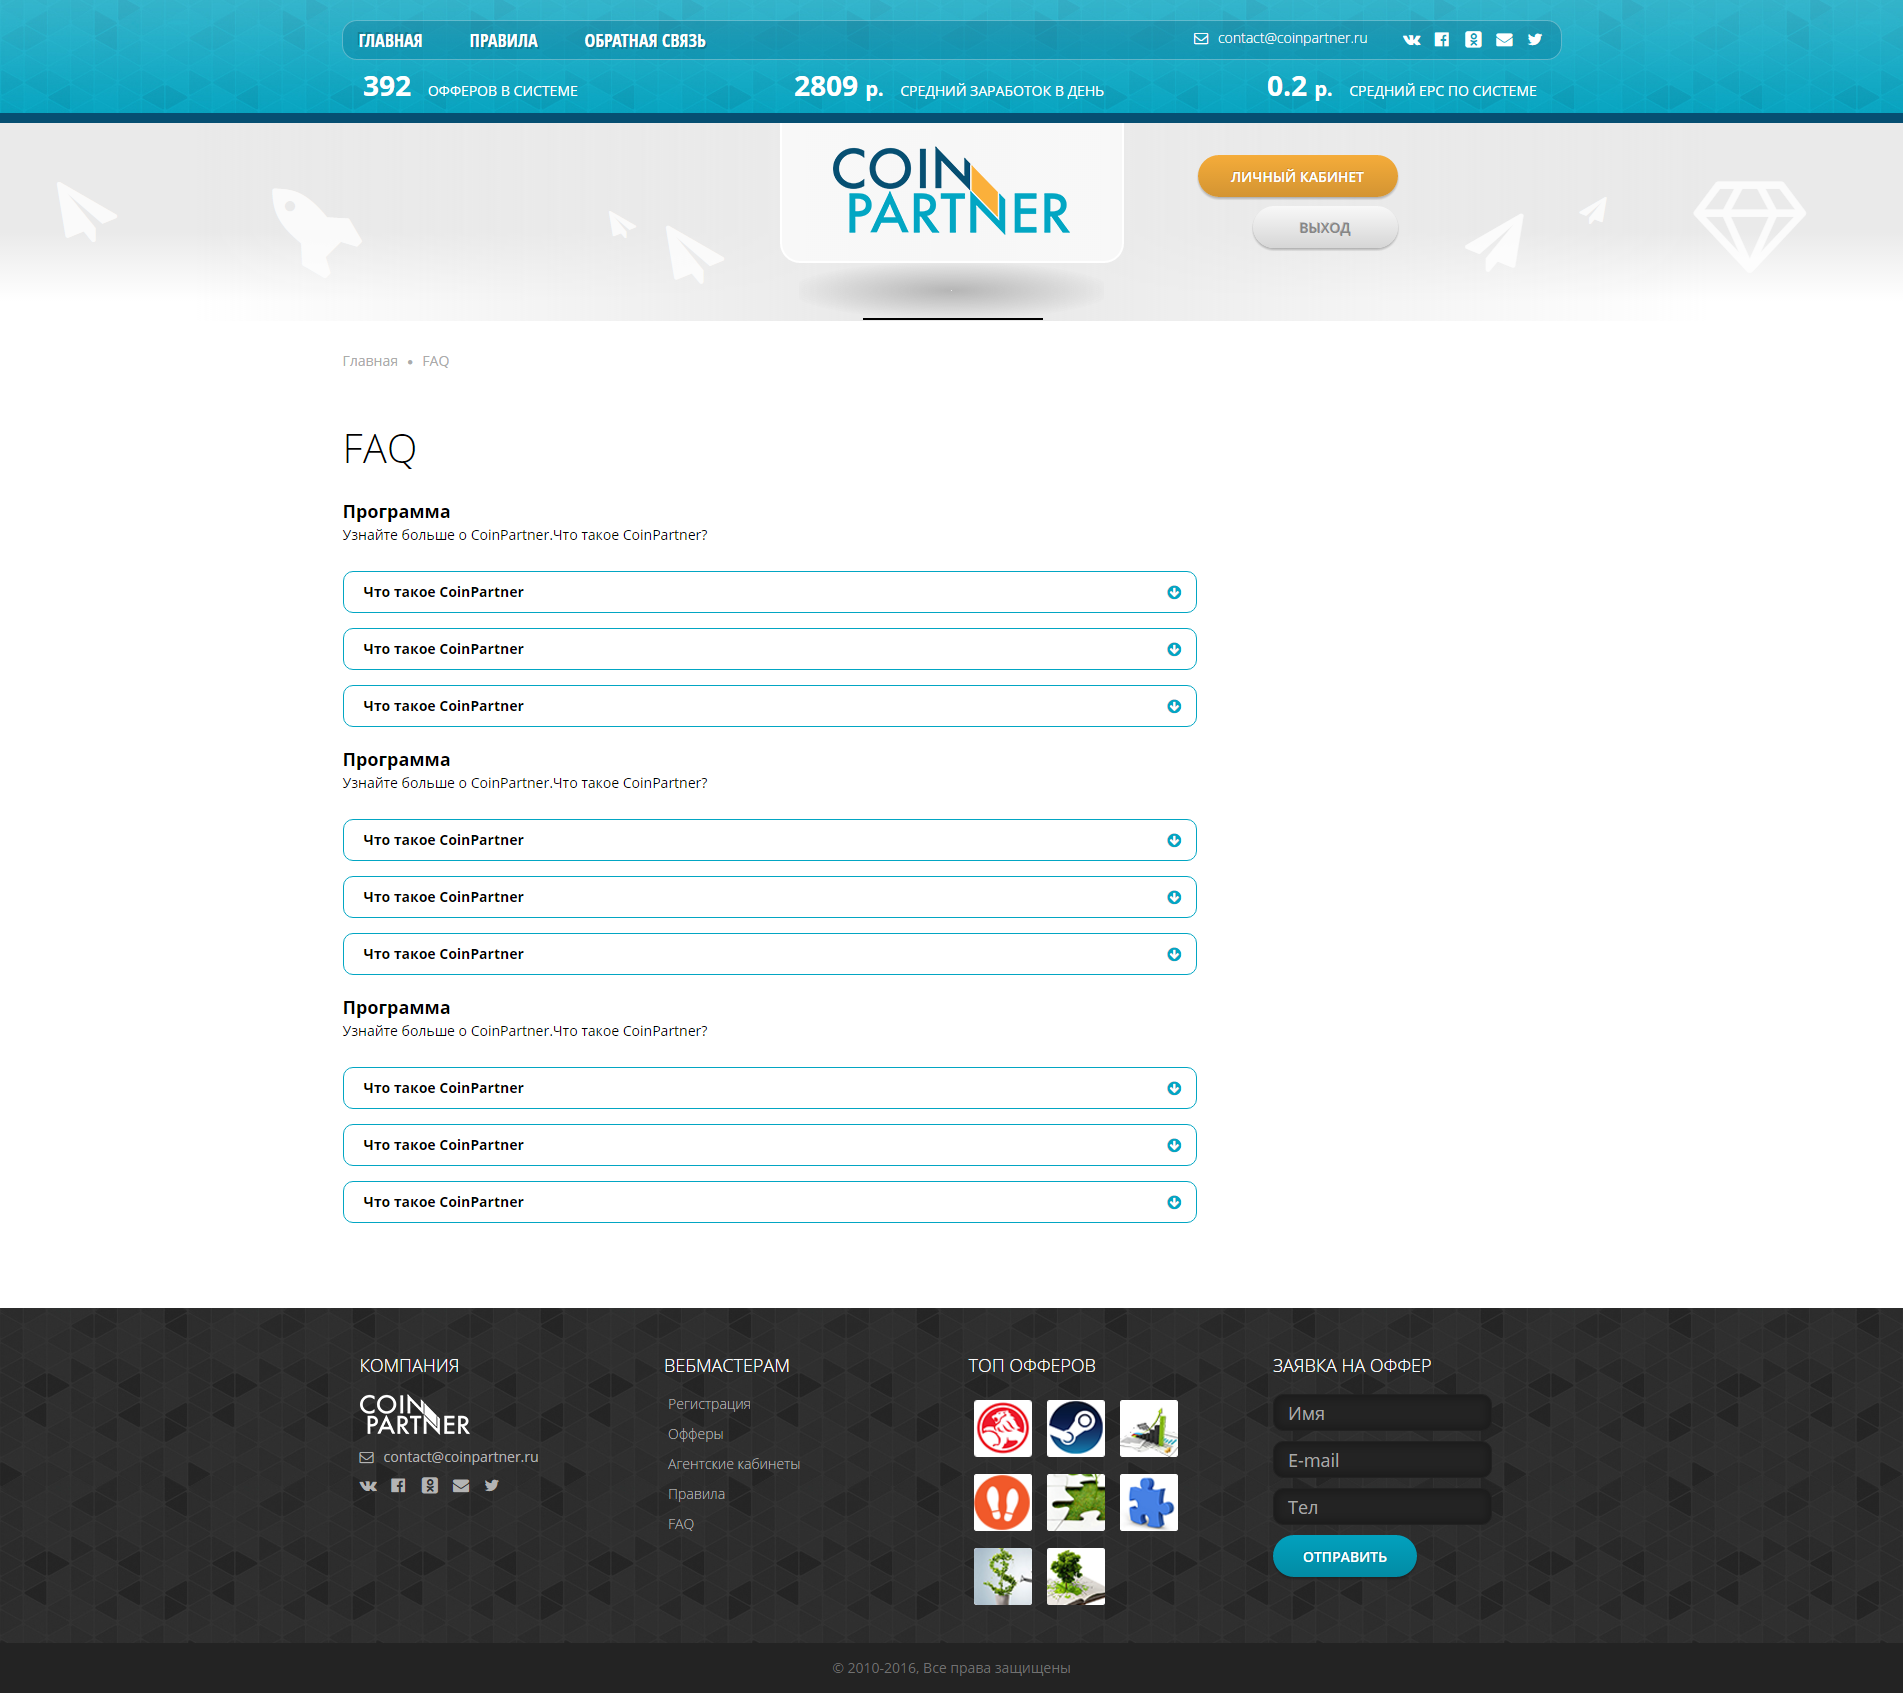 ГЛАВНАЯ ПРАВИЛА ОБРАТНАЯ СВЯЗЬ contact@coinpartner.ru
392 ОФФЕРОВ В СИСТЕМЕ 2809 р. СРЕДНИЙ ЗАРАБОТОК В ДЕНЬ 0.2 р. СРЕДНИЙ EPC ПО СИСТЕМЕ
COIN
PARTNER
ЛИЧНЫЙ КАБИНЕТ
ВЫХОД
Главная • FAQ
FAQ
Программа
Узнайте больше о CoinPartner.Что такое CoinPartner?
Что такое CoinPartner
Что такое CoinPartner
Что такое CoinPartner
Программа
Узнайте больше о CoinPartner.Что такое CoinPartner?
Что такое CoinPartner
Что такое CoinPartner
Что такое CoinPartner
Программа
Узнайте больше о CoinPartner.Что такое CoinPartner?
Что такое CoinPartner
Что такое CoinPartner
Что такое CoinPartner
КОМПАНИЯ
COIN
PARTNER
contact@coinpartner.ru
ВЕБМАСТЕРАМ
Регистрация
Офферы
Агентские кабинеты
Правила
FAQ
ТОП ОФФЕРОВ
ЗАЯВКА НА ОФФЕР
Имя
E-mail
Тел
ОТПРАВИТЬ
© 2010-2016, Все права защищены